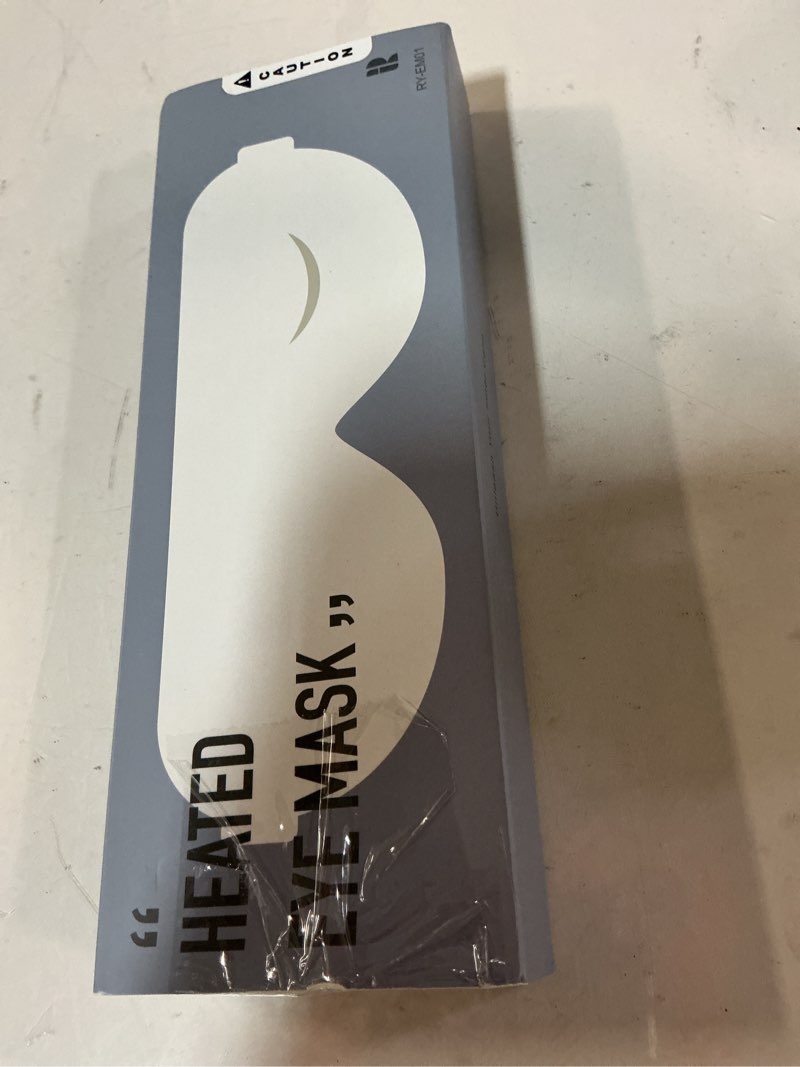 CAUTION
RY-EM01
“ HEATED
EYE MASK ”